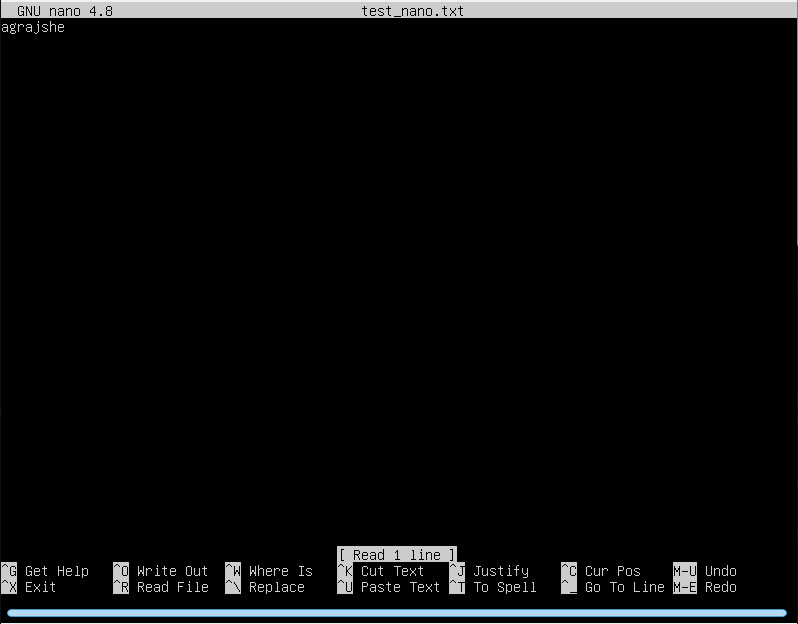 GNU nano 4.8 test_nano.txt
agrajshe
[ Read 1 line ]
^G Get Help ^O Write Out ^W Where Is ^K Cut Text ^J Justify ^C Cur Pos M-U Undo
^X Exit ^R Read File ^\ Replace ^U Paste Text ^T To Spell ^_ Go To Line M-E Redo